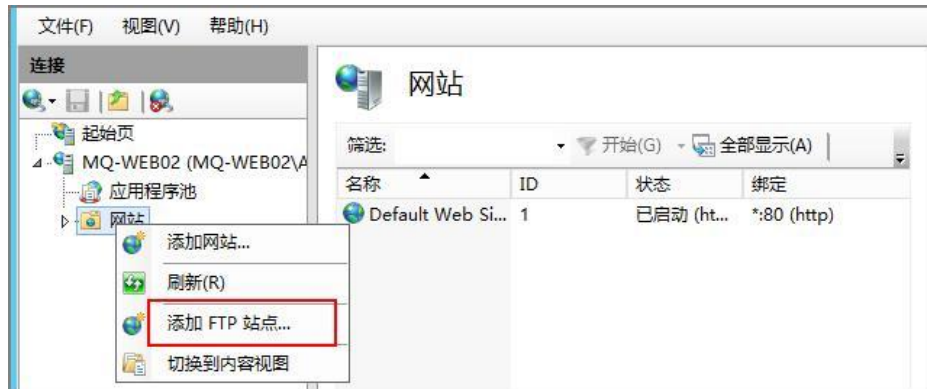 文件(F) 视图(V) 帮助(H)
连接
起始页
MQ-WEB02 (MQ-WEB02\A
应用程序池
网站
添加网站...
刷新(R)
添加 FTP 站点...
切换到内容视图
网站
筛选: 开始(G) 全部显示(A)
名称 ID 状态 绑定
Default Web Si... 1 已启动 (ht... *:80 (http)